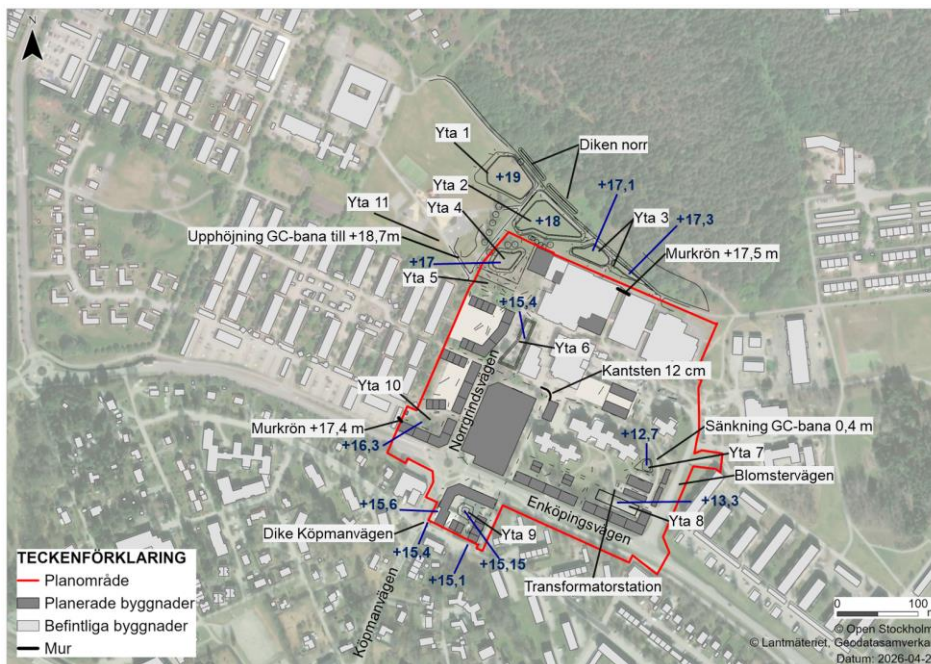 N
Yta 1
+19
Diken norr
Yta 2
+17,1
Yta 11
Yta 4
+18
Yta 3
+17,3
Upphöjning GC-bana till +18,7m
+17
Murkrön +17,5 m
Yta 5
+15,4
Yta 6
Norrgrindsvägen
Kantsten 12 cm
Yta 10
Murkrön +17,4 m
+16,3
Sänkning GC-bana 0,4 m
+12,7
Yta 7
Blomstervägen
+13,3
+15,6
Enköpingsvägen
Yta 8
Dike Köpmanvägen
Yta 9
+15,4
+15,15
+15,1
Transformatorstation
Köpmanvägen
TECKENFÖRKLARING
Planområde
Planerade byggnader
Befintliga byggnader
Mur
0 100
m
© Open Stockholm
© Lantmäteriet, Geodatasamverka
Datum: 2026-04-2